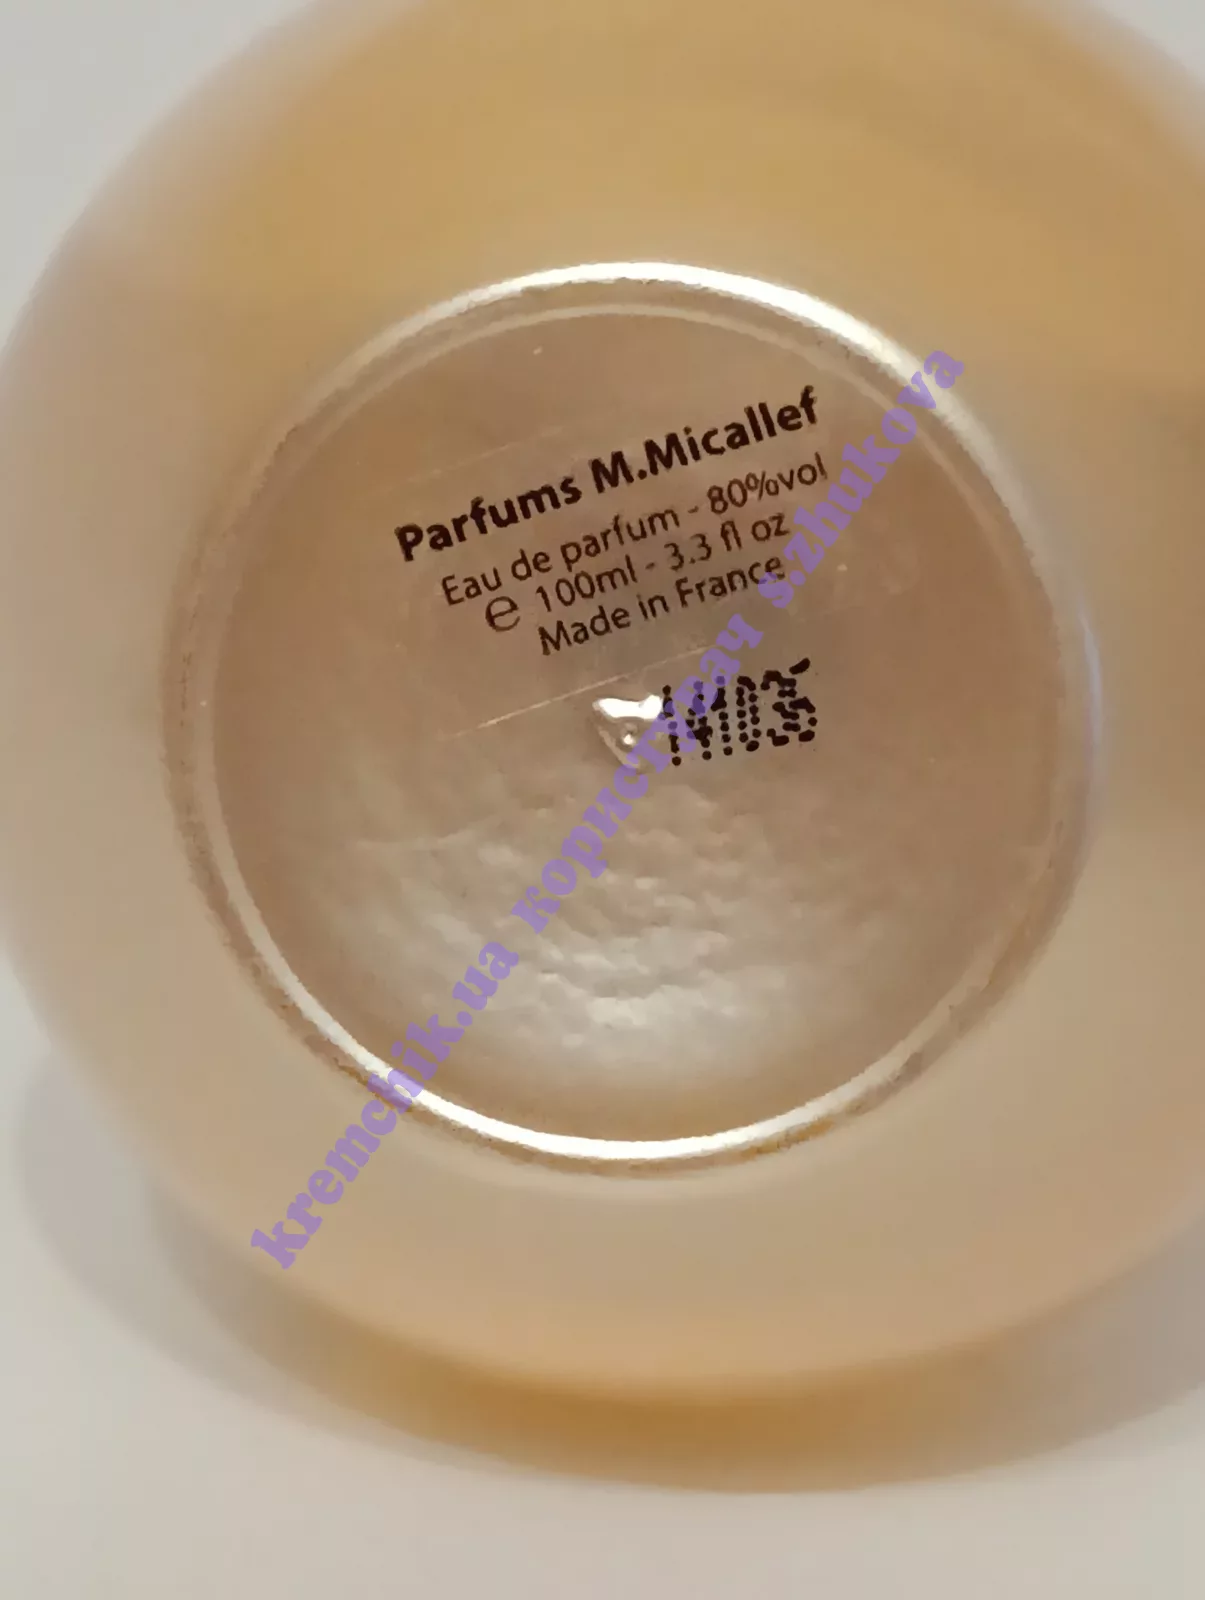 Parfums M.Micallef
Eau de parfum - 80%vol
℮ 100ml - 3.3 fl oz
Made in France
kremchik.ua користувач s.zhukova